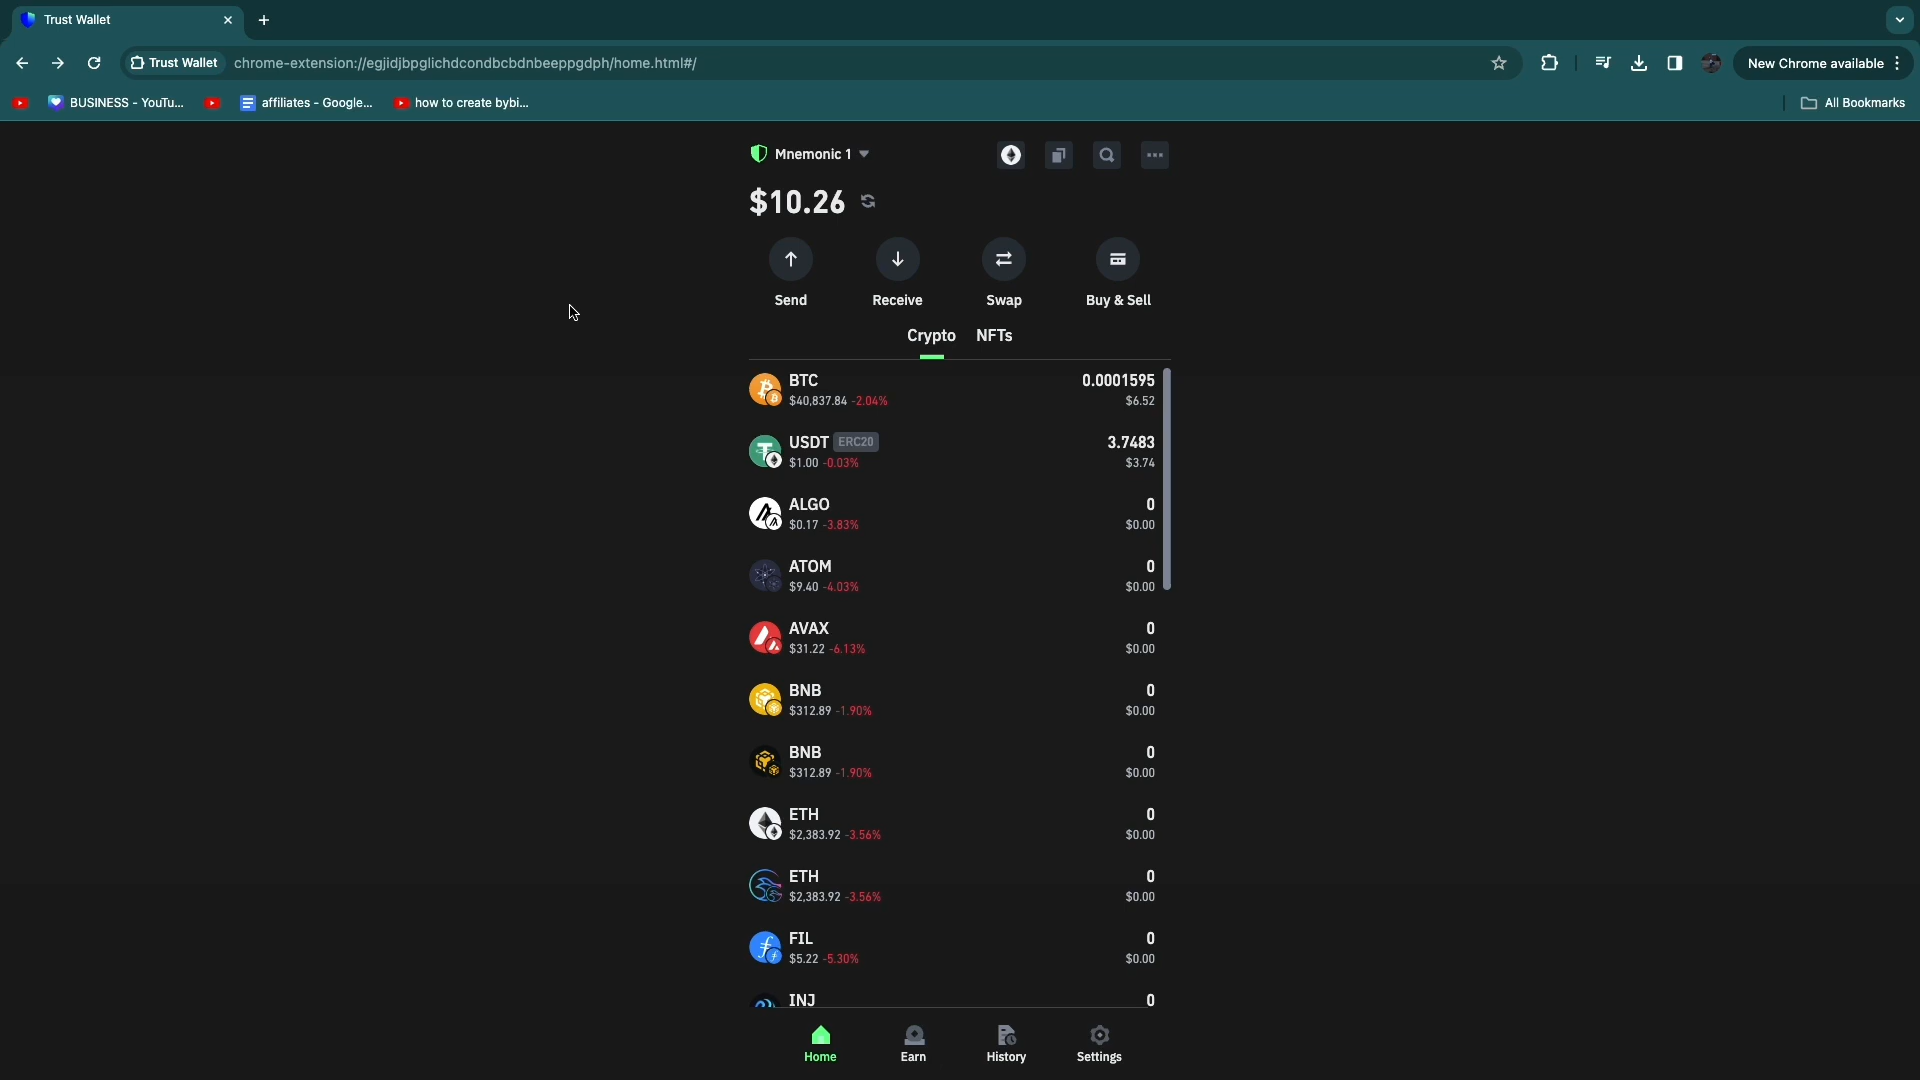 Trust Wallet
Trust Wallet chrome-extension://egjidjbpglichdcondbcbdnbeeppgdph/home.html#/ New Chrome available
BUSINESS - YouTu... affiliates - Google... how to create bybi... All Bookmarks
Mnemonic 1
$10.26
Send Receive Swap Buy & Sell
Crypto NFTs
BTC 0.0001595
$40,837.84 -2.04% $6.52
USDT ERC20 3.7483
$1.00 -0.03% $3.74
ALGO 0
$0.17 -3.83% $0.00
ATOM 0
$9.40 -4.03% $0.00
AVAX 0
$31.22 -6.13% $0.00
BNB 0
$312.89 -1.90% $0.00
BNB 0
$312.89 -1.90% $0.00
ETH 0
$2,383.92 -3.56% $0.00
ETH 0
$2,383.92 -3.56% $0.00
FIL 0
$5.22 -5.30% $0.00
INJ 0
Home Earn History Settings